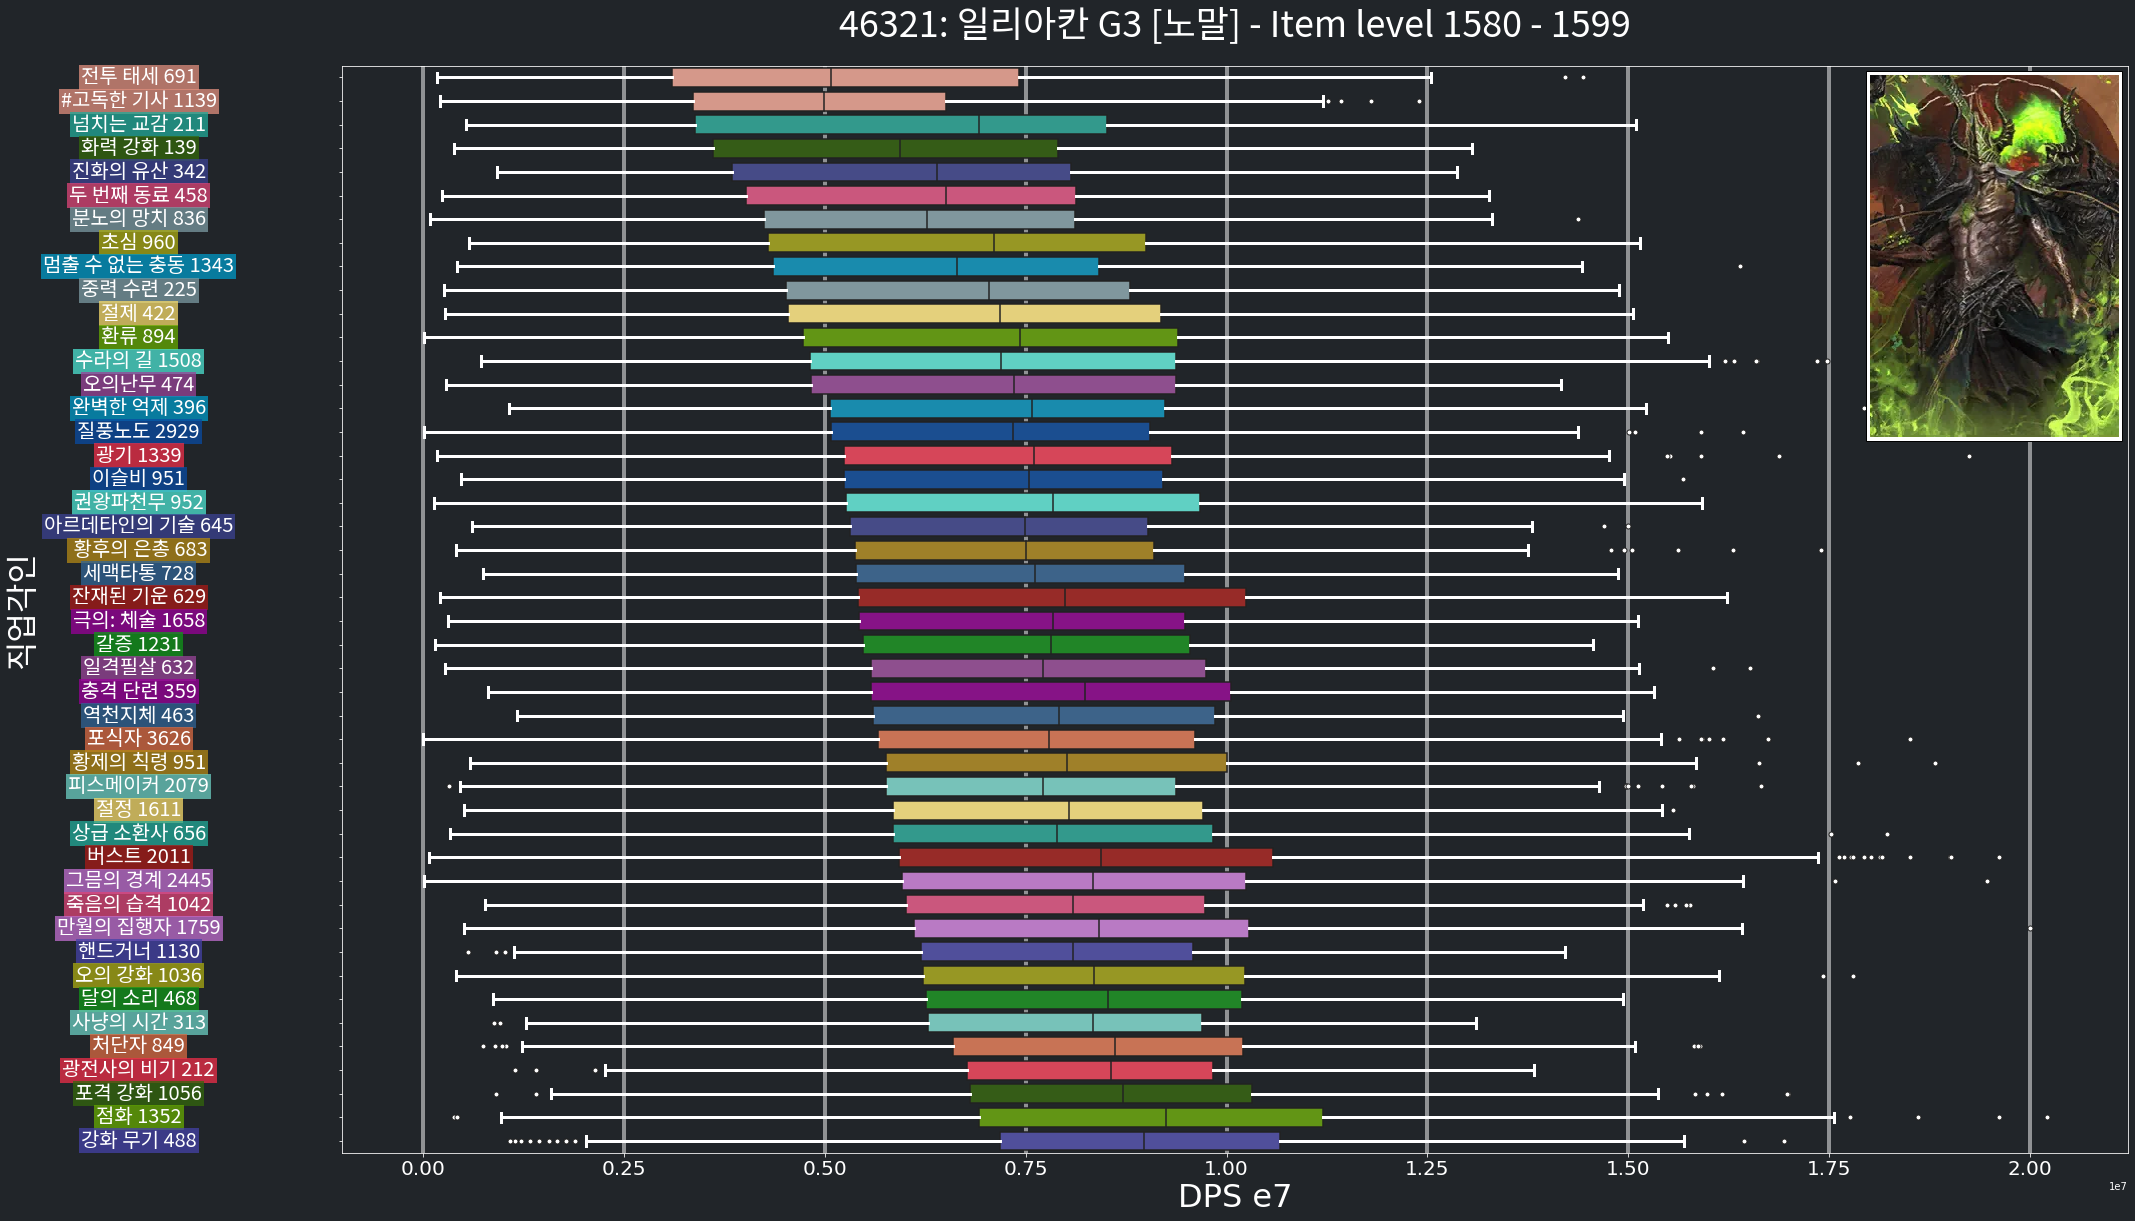 46321: 일리아칸 G3 [노말] - Item level 1580 - 1599
직업각인
전투 태세 691
#고독한 기사 1139
넘치는 교감 211
화력 강화 139
진화의 유산 342
두 번째 동료 458
분노의 망치 836
초심 960
멈출 수 없는 충동 1343
중력 수련 225
절제 422
환류 894
수라의 길 1508
오의난무 474
완벽한 억제 396
질풍노도 2929
광기 1339
이슬비 951
권왕파천무 952
아르데타인의 기술 645
황후의 은총 683
세맥타통 728
잔재된 기운 629
극의: 체술 1658
갈증 1231
일격필살 632
충격 단련 359
역천지체 463
포식자 3626
황제의 칙령 951
피스메이커 2079
절정 1611
상급 소환사 656
버스트 2011
그믐의 경계 2445
죽음의 습격 1042
만월의 집행자 1759
핸드거너 1130
오의 강화 1036
달의 소리 468
사냥의 시간 313
처단자 849
광전사의 비기 212
포격 강화 1056
점화 1352
강화 무기 488
0.00 0.25 0.50 0.75 1.00 1.25 1.50 1.75 2.00
DPS e7
1e7